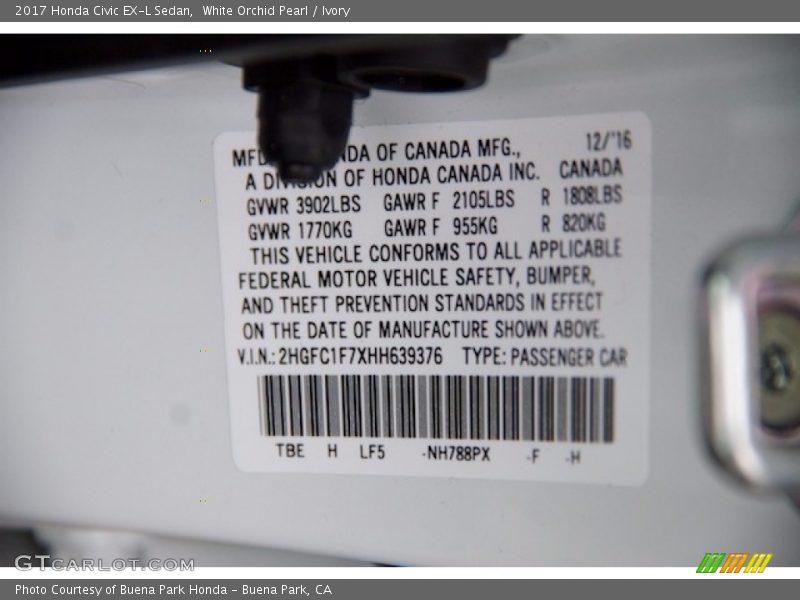 2017 Honda Civic EX-L Sedan, White Orchid Pearl / Ivory
12/'16
MFD OF CANADA MFG.,
A DIVISION OF HONDA CANADA INC. CANADA
GVWR 3902LBS GAWR F 2105LBS R 1808LBS
GVWR 1770KG GAWR F 955KG R 820KG
THIS VEHICLE CONFORMS TO ALL APPLICABLE
FEDERAL MOTOR VEHICLE SAFETY, BUMPER,
AND THEFT PREVENTION STANDARDS IN EFFECT
ON THE DATE OF MANUFACTURE SHOWN ABOVE.
V.I.N.: 2HGFC1F7XHH639376 TYPE: PASSENGER CAR
TBE H LF5 -NH788PX -F -H
GTCARLOT.COM
Photo Courtesy of Buena Park Honda - Buena Park, CA